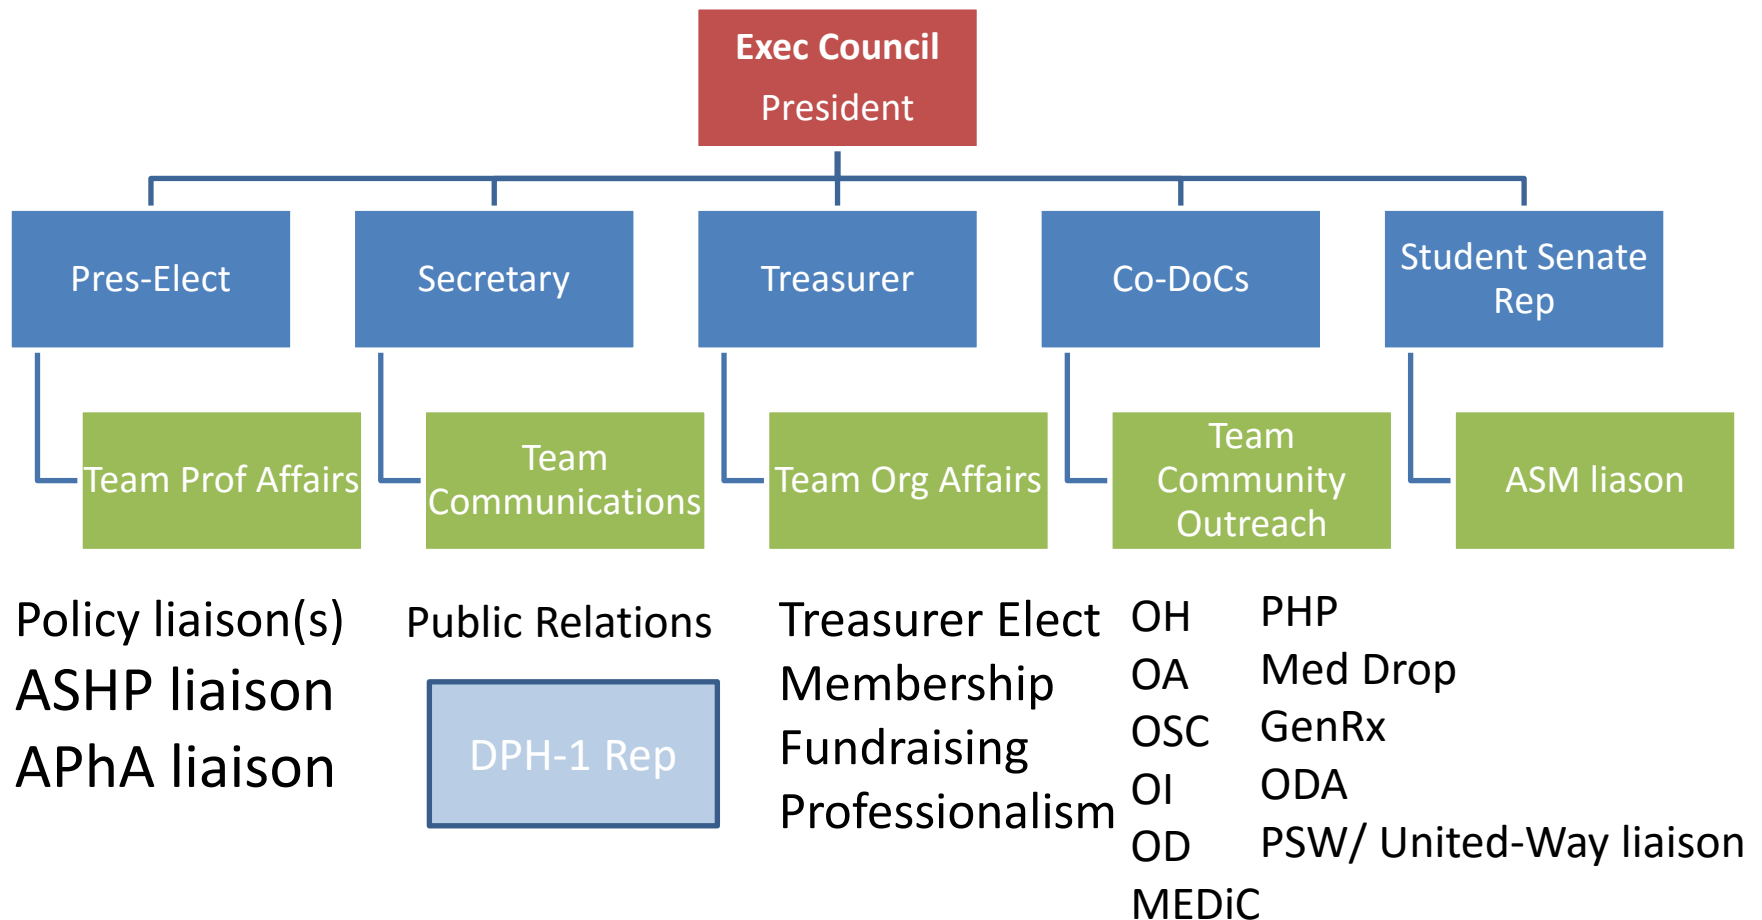 Exec Council
President
Pres-Elect
Secretary
Treasurer
Co-DoCs
Student Senate
Rep
Team Prof Affairs
Team
Communications
Team Org Affairs
Team
Community
Outreach
ASM liason
Policy liaison(s)
ASHP liaison
APhA liaison
Public Relations
DPH-1 Rep
Treasurer Elect
Membership
Fundraising
Professionalism
OH
OA
OSC
OI
OD
MEDiC
PHP
Med Drop
GenRx
ODA
PSW/ United-Way liaison